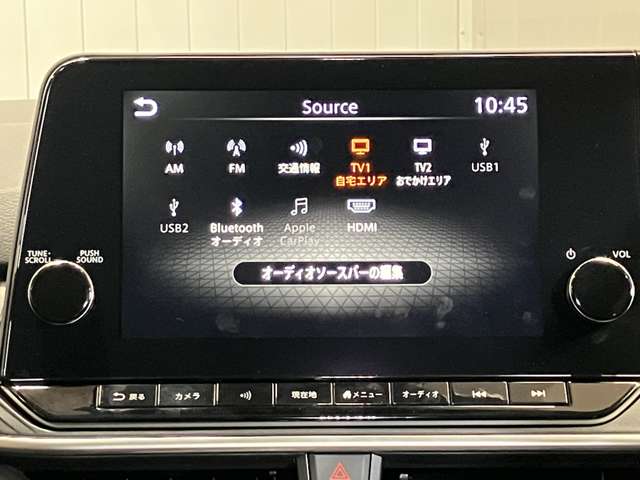 Source
10:45
AM
FM
交通情報
TV1
自宅エリア
TV2
おでかけエリア
USB1
USB2
Bluetooth
オーディオ
Apple
CarPlay
HDMI
オーディオソースバーの編集
TUNE・
SCROLL
PUSH
SOUND
VOL
戻る
カメラ
現在地
メニュー
オーディオ